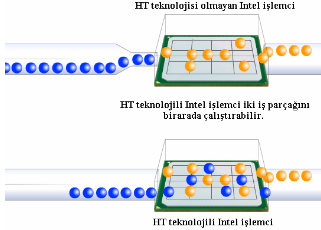 HT teknolojisi olmayan Intel işlemci
HT teknolojili Intel işlemci iki iş parçağını
birarada çalıştırabilir.
HT teknolojili Intel işlemci